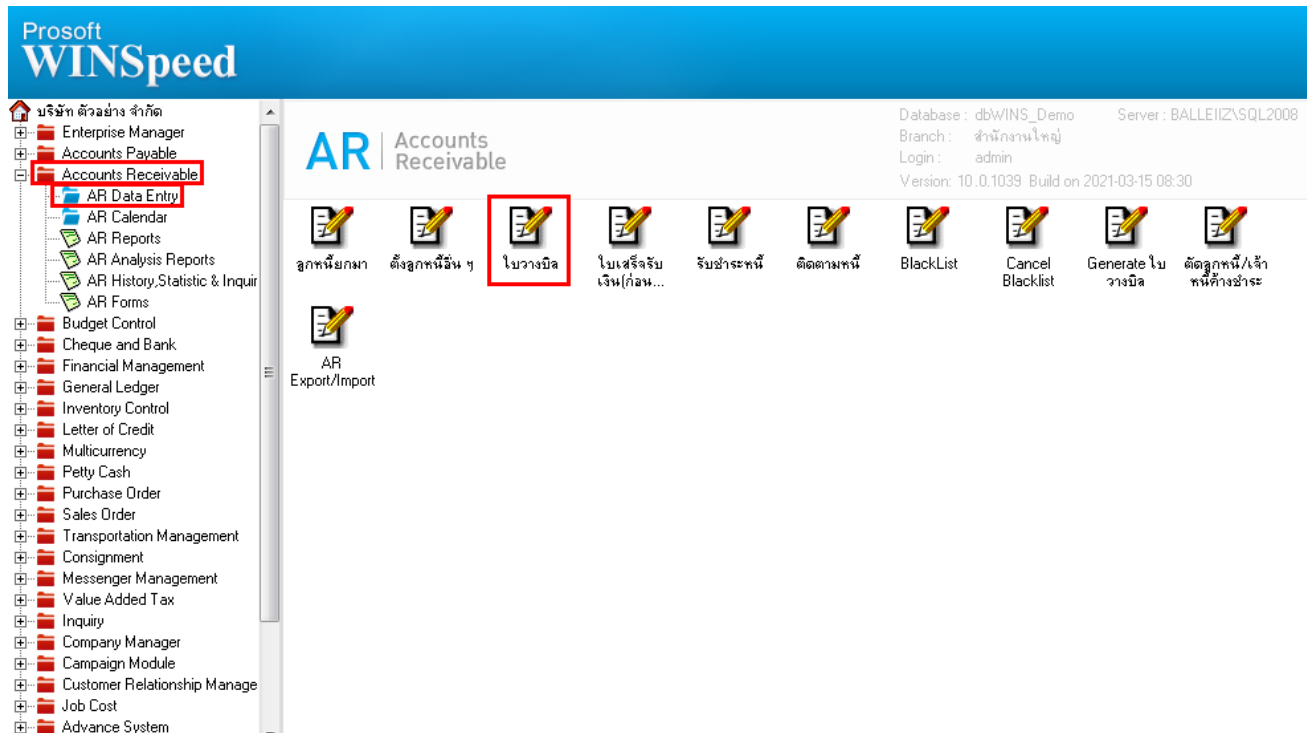 Prosoft
WINSpeed
บริษัท ตัวอย่าง จำกัด
Enterprise Manager
Accounts Payable
Accounts Receivable
AR Data Entry
AR Calendar
AR Reports
AR Analysis Reports
AR History,Statistic & Inquir
AR Forms
Budget Control
Cheque and Bank
Financial Management
General Ledger
Inventory Control
Letter of Credit
Multicurrency
Petty Cash
Purchase Order
Sales Order
Transportation Management
Consignment
Messenger Management
Value Added Tax
Inquiry
Company Manager
Campaign Module
Customer Relationship Manage
Job Cost
Advance System
AR Accounts
Receivable
Database : dbWINS_Demo Server : BALLEIIZ\SQL2008
Branch : สำนักงานใหญ่
Login : admin
Version: 10.0.1039 Build on 2021-03-15 08:30
ลูกหนี้ยกมา
ตั้งลูกหนี้อื่น ๆ
ใบวางบิล
ใบเสร็จรับ
เงิน(ก่อน...
รับชำระหนี้
ติดตามหนี้
BlackList
Cancel
Blacklist
Generate ใบ
วางบิล
ตัดลูกหนี้/เจ้า
หนี้ค้างชำระ
AR
Export/Import